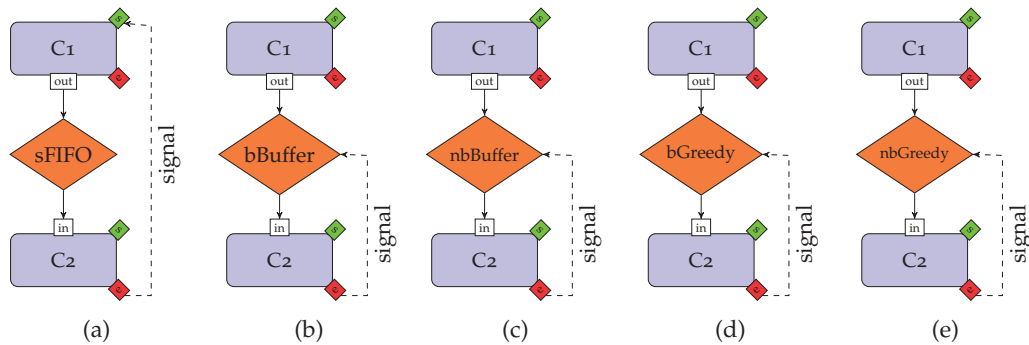 s
C1
e
out
sFIFO
signal
in
s
C2
e
(a)
s
C1
e
out
bBuffer
signal
in
s
C2
e
(b)
s
C1
e
out
nbBuffer
signal
in
s
C2
e
(c)
s
C1
e
out
bGreedy
signal
in
s
C2
e
(d)
s
C1
e
out
nbGreedy
signal
in
s
C2
e
(e)